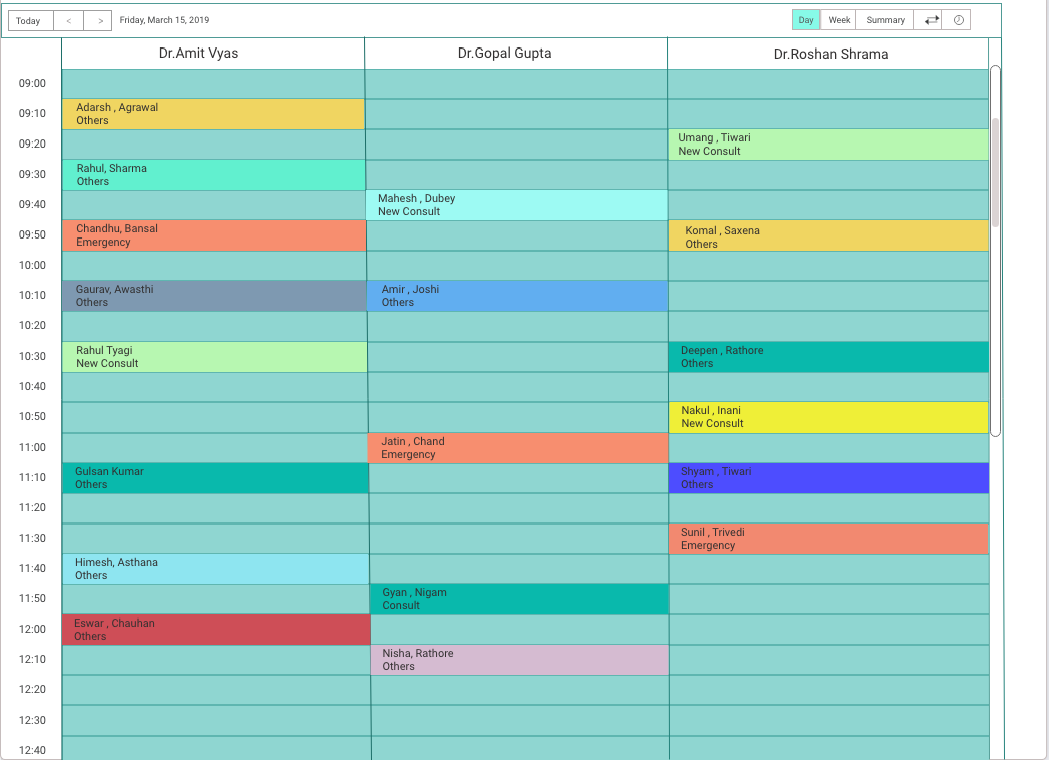 Today < > Friday, March 15, 2019 Day Week Summary
Dr.Amit Vyas Dr.Gopal Gupta Dr.Roshan Shrama
09:00
09:10 Adarsh , Agrawal
Others
09:20 Umang , Tiwari
New Consult
09:30 Rahul, Sharma
Others
09:40 Mahesh , Dubey
New Consult
09:50 Chandhu, Bansal Komal , Saxena
Emergency Others
10:00
10:10 Gaurav, Awasthi Amir , Joshi
Others Others
10:20
10:30 Rahul Tyagi Deepen , Rathore
New Consult Others
10:40
10:50 Nakul , Inani
New Consult
11:00 Jatin , Chand
Emergency
11:10 Gulsan Kumar Shyam , Tiwari
Others Others
11:20
11:30 Sunil , Trivedi
Emergency
11:40 Himesh, Asthana
Others
11:50 Gyan , Nigam
Consult
12:00 Eswar , Chauhan
Others
12:10 Nisha, Rathore
Others
12:20
12:30
12:40